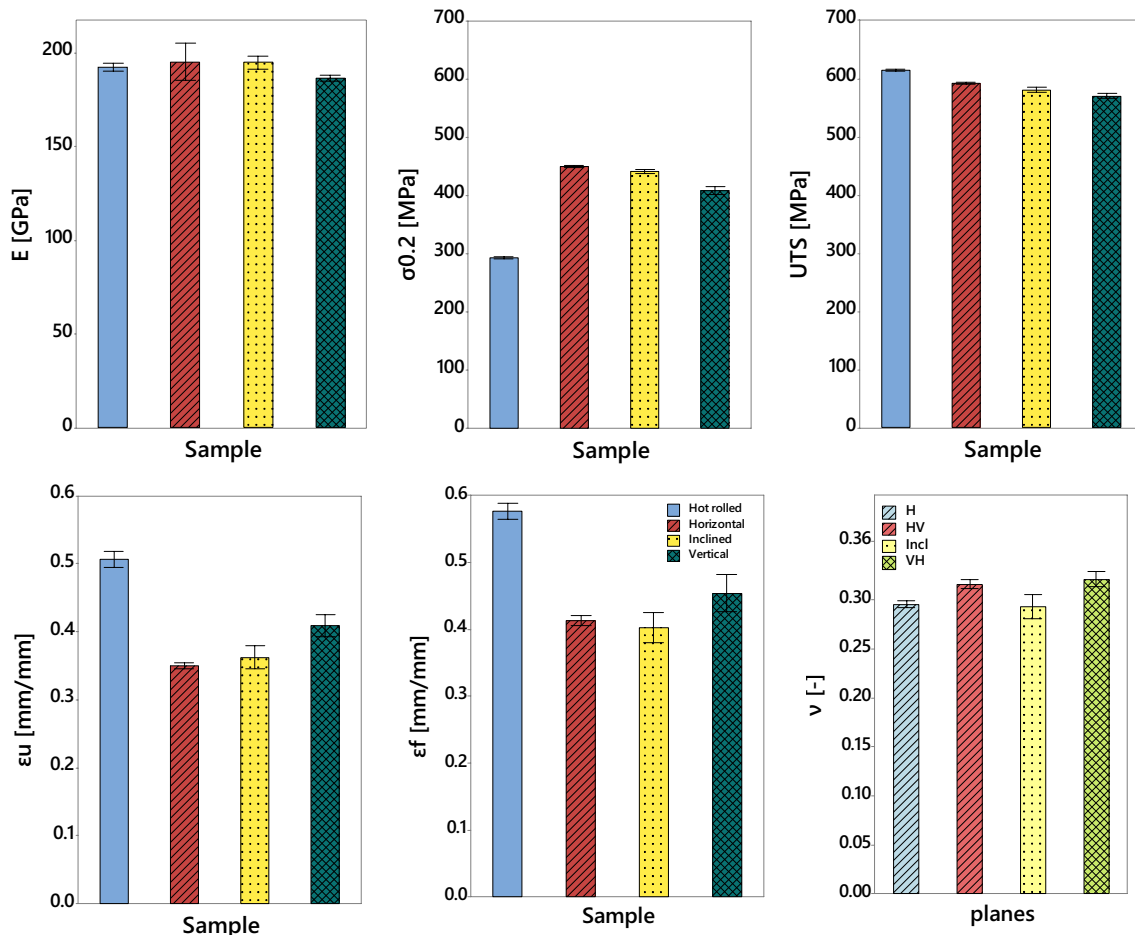 E [GPa]
200
150
100
50
0
Sample
σ0.2 [MPa]
700
600
500
400
300
200
100
0
Sample
UTS [MPa]
700
600
500
400
300
200
100
0
Sample
εu [mm/mm]
0.6
0.5
0.4
0.3
0.2
0.1
0.0
Sample
εf [mm/mm]
0.6
0.5
0.4
0.3
0.2
0.1
0.0
Hot rolled
Horizontal
Inclined
Vertical
Sample
ν [-]
0.36
0.30
0.25
0.20
0.15
0.10
0.05
0.00
H
HV
Incl
VH
planes